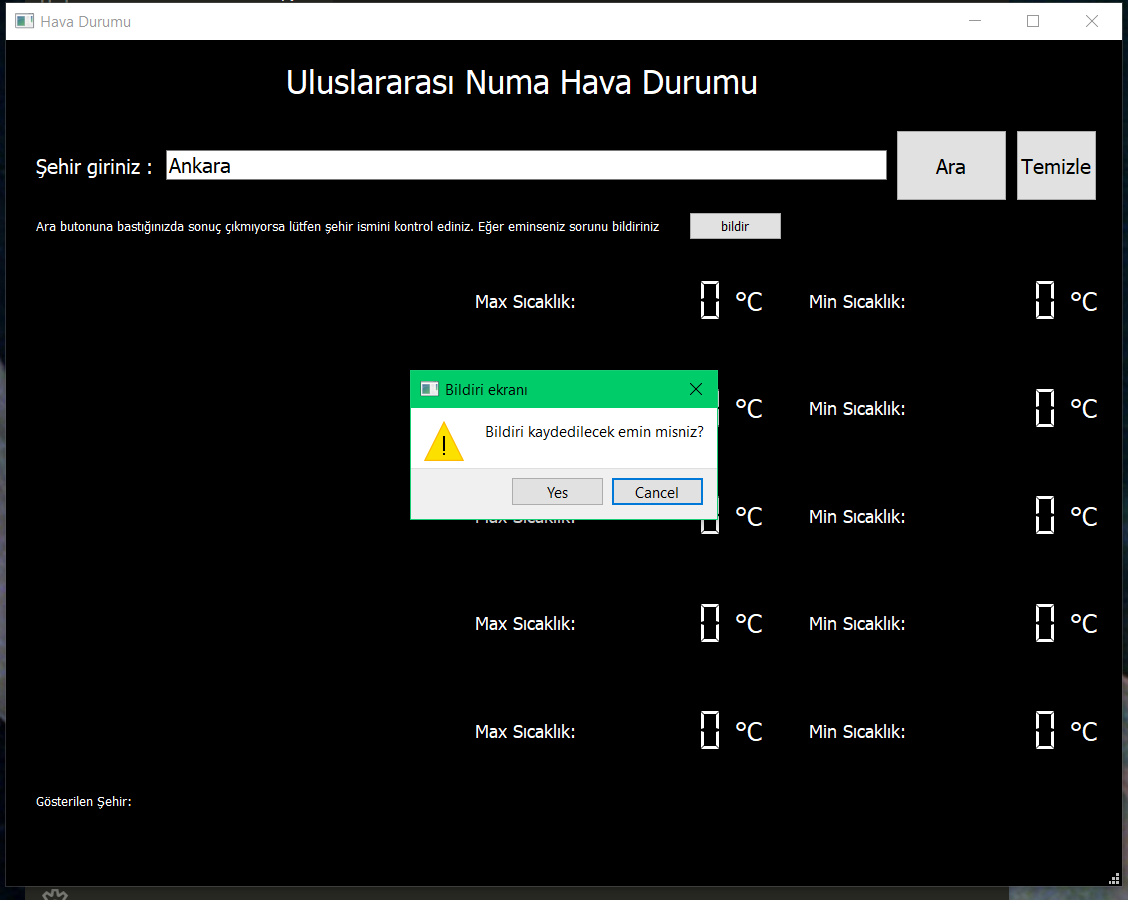 Hava Durumu
Uluslararası Numa Hava Durumu
Şehir giriniz : Ankara Ara Temizle
Ara butonuna bastığınızda sonuç çıkmıyorsa lütfen şehir ismini kontrol ediniz. Eğer eminseniz sorunu bildiriniz bildir
Max Sıcaklık: 0 °C Min Sıcaklık: 0 °C
Bildiri ekranı
Bildiri kaydedilecek emin misniz?
Yes Cancel
°C Min Sıcaklık: 0 °C
Max Sıcaklık: 0 °C Min Sıcaklık: 0 °C
Max Sıcaklık: 0 °C Min Sıcaklık: 0 °C
Max Sıcaklık: 0 °C Min Sıcaklık: 0 °C
Gösterilen Şehir: